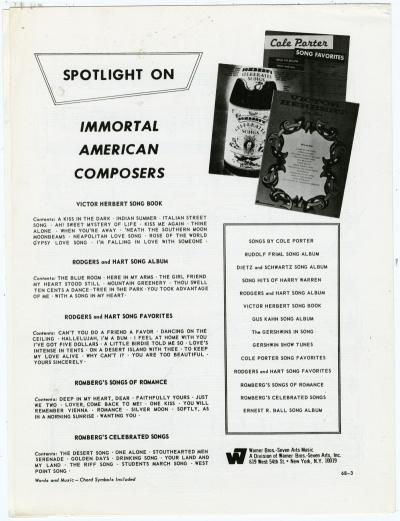 SPOTLIGHT ON
Cole Porter
SONG FAVORITES
ROMBERG'S
CELEBRATED
SONGS
VICTOR
HERBERT
IMMORTAL
AMERICAN
COMPOSERS
VICTOR HERBERT SONG BOOK
Contents: A KISS IN THE DARK · INDIAN SUMMER · ITALIAN STREET
SONG · AH! SWEET MYSTERY OF LIFE · KISS ME AGAIN · THINE
ALONE · WHEN YOU'RE AWAY · 'NEATH THE SOUTHERN MOON
MOONBEAMS · NEAPOLITAN LOVE SONG · ROSE OF THE WORLD
GYPSY LOVE SONG · I'M FALLING IN LOVE WITH SOMEONE ·
RODGERS and HART SONG ALBUM
Contents: THE BLUE ROOM · HERE IN MY ARMS · THE GIRL FRIEND
MY HEART STOOD STILL · MOUNTAIN GREENERY · THOU SWELL
TEN CENTS A DANCE · TREE IN THE PARK · YOU TOOK ADVANTAGE
OF ME · WITH A SONG IN MY HEART ·
RODGERS and HART SONG FAVORITES
Contents: CAN'T YOU DO A FRIEND A FAVOR · DANCING ON THE
CEILING · HALLELUJAH, I'M A BUM · I FEEL AT HOME WITH YOU
I'VE GOT FIVE DOLLARS · A LITTLE BIRDIE TOLD ME SO · LOVE'S
INTENSE IN TENTS · ON A DESERT ISLAND WITH THEE · TO KEEP
MY LOVE ALIVE · WHY CAN'T I? · YOU ARE TOO BEAUTIFUL ·
YOURS SINCERELY ·
ROMBERG'S SONGS OF ROMANCE
Contents: DEEP IN MY HEART, DEAR · FAITHFULLY YOURS · JUST
WE TWO · LOVER, COME BACK TO ME! · ONE KISS · YOU WILL
REMEMBER VIENNA · ROMANCE · SILVER MOON · SOFTLY, AS
IN A MORNING SUNRISE · WANTING YOU ·
ROMBERG'S CELEBRATED SONGS
Contents: THE DESERT SONG · ONE ALONE · STOUTHEARTED MEN
SERENADE · GOLDEN DAYS · DRINKING SONG · YOUR LAND AND
MY LAND · THE RIFF SONG · STUDENTS MARCH SONG · WEST
POINT SONG ·
Words and Music – Chord Symbols Included
SONGS BY COLE PORTER
RUDOLF FRIML SONG ALBUM
DIETZ and SCHWARTZ SONG ALBUM
SONG HITS OF HARRY WARREN
RODGERS and HART SONG ALBUM
VICTOR HERBERT SONG BOOK
GUS KAHN SONG ALBUM
The GERSHWINS IN SONG
GERSHWIN SHOW TUNES
COLE PORTER SONG FAVORITES
RODGERS and HART SONG FAVORITES
ROMBERG'S SONGS OF ROMANCE
ROMBERG'S CELEBRATED SONGS
ERNEST R. BALL SONG ALBUM
W7
Warner Bros.-Seven Arts Music
A Division of Warner Bros.-Seven Arts, Inc.
619 West 54th St. • New York, N.Y. 10019
68-3